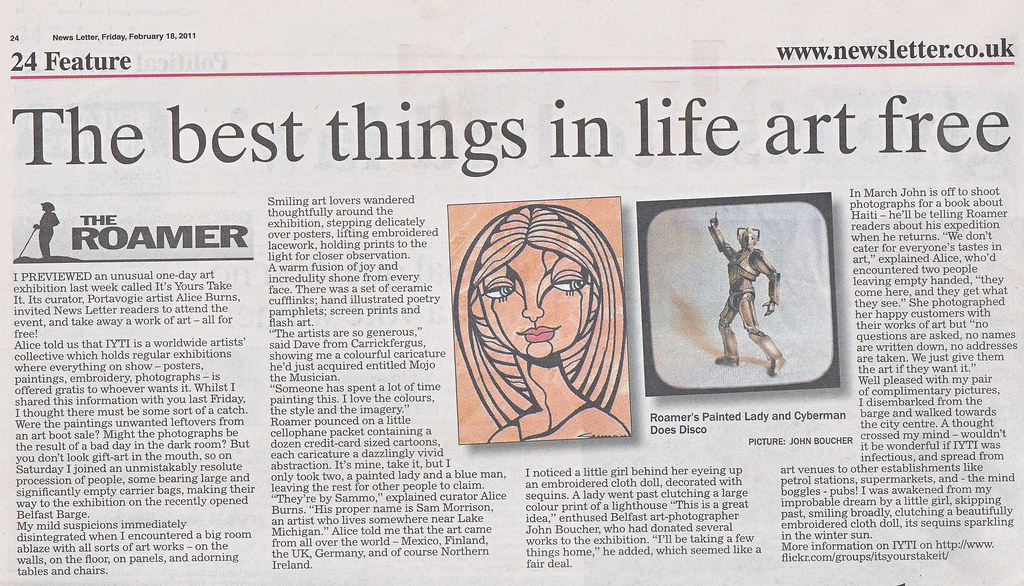 24 News Letter, Friday, February 18, 2011
24 Feature
www.newsletter.co.uk
The best things in life art free
THE
ROAMER
I PREVIEWED an unusual one-day art
exhibition last week called It's Yours Take
It. Its curator, Portavogie artist Alice Burns,
invited News Letter readers to attend the
event, and take away a work of art – all for
free!
Alice told us that IYTI is a worldwide artists'
collective which holds regular exhibitions
where everything on show – posters,
paintings, embroidery, photographs – is
offered gratis to whoever wants it. Whilst I
shared this information with you last Friday,
I thought there must be some sort of a catch.
Were the paintings unwanted leftovers from
an art boot sale? Might the photographs be
the result of a bad day in the dark room? But
you don't look gift-art in the mouth, so on
Saturday I joined an unmistakably resolute
procession of people, some bearing large and
significantly empty carrier bags, making their
way to the exhibition on the recently opened
Belfast Barge.
My mild suspicions immediately
disintegrated when I encountered a big room
ablaze with all sorts of art works – on the
walls, on the floor, on panels, and adorning
tables and chairs.
Smiling art lovers wandered
thoughtfully around the
exhibition, stepping delicately
over posters, lifting embroidered
lacework, holding prints to the
light for closer observation.
A warm fusion of joy and
incredulity shone from every
face. There was a set of ceramic
cufflinks; hand illustrated poetry
pamphlets; screen prints and
flash art.
"The artists are so generous,"
said Dave from Carrickfergus,
showing me a colourful caricature
he'd just acquired entitled Mojo
the Musician.
"Someone has spent a lot of time
painting this. I love the colours,
the style and the imagery."
Roamer pounced on a little
cellophane packet containing a
dozen credit-card sized cartoons,
each caricature a dazzlingly vivid
abstraction. It's mine, take it, but I
only took two, a painted lady and a blue man,
leaving the rest for other people to claim.
"They're by Sammo," explained curator Alice
Burns. "His proper name is Sam Morrison,
an artist who lives somewhere near Lake
Michigan." Alice told me that the art came
from all over the world – Mexico, Finland,
the UK, Germany, and of course Northern
Ireland.
Roamer's Painted Lady and Cyberman
Does Disco
PICTURE: JOHN BOUCHER
I noticed a little girl behind her eyeing up
an embroidered cloth doll, decorated with
sequins. A lady went past clutching a large
colour print of a lighthouse "This is a great
idea," enthused Belfast art-photographer
John Boucher, who had donated several
works to the exhibition. "I'll be taking a few
things home," he added, which seemed like a
fair deal.
In March John is off to shoot
photographs for a book about
Haiti – he'll be telling Roamer
readers about his expedition
when he returns. "We don't
cater for everyone's tastes in
art," explained Alice, who'd
encountered two people
leaving empty handed, "they
come here, and they get what
they see." She photographed
her happy customers with
their works of art but "no
questions are asked, no names
are written down, no addresses
are taken. We just give them
the art if they want it."
Well pleased with my pair
of complimentary pictures,
I disembarked from the
barge and walked towards
the city centre. A thought
crossed my mind – wouldn't
it be wonderful if IYTI was
infectious, and spread from
art venues to other establishments like
petrol stations, supermarkets, and - the mind
boggles - pubs! I was awakened from my
improbable dream by a little girl, skipping
past, smiling broadly, clutching a beautifully
embroidered cloth doll, its sequins sparkling
in the winter sun.
More information on IYTI on http://www.
flickr.com/groups/itsyourstakeit/